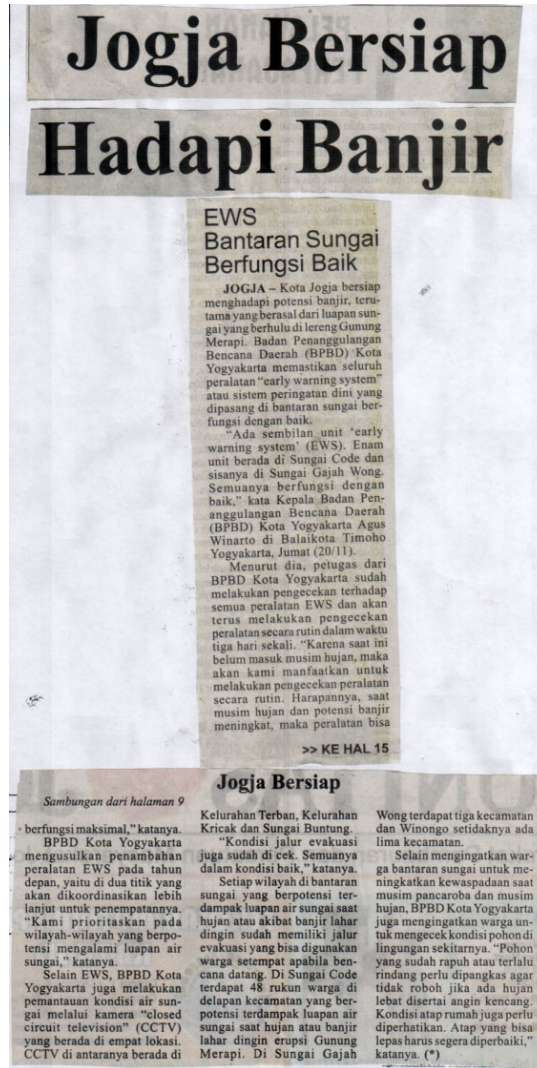 Jogja Bersiap
Hadapi Banjir
EWS
Bantaran Sungai
Berfungsi Baik
JOGJA – Kota Jogja bersiap
menghadapi potensi banjir, teru-
tama yang berasal dari luapan sun-
gai yang berhulu di lereng Gunung
Merapi. Badan Penanggulangan
Bencana Daerah (BPBD) Kota
Yogyakarta memastikan seluruh
peralatan "early warning system"
atau sistem peringatan dini yang
dipasang di bantaran sungai ber-
fungsi dengan baik.
"Ada sembilan unit 'early
warning system' (EWS). Enam
unit berada di Sungai Code dan
sisanya di Sungai Gajah Wong.
Semuanya berfungsi dengan
baik," kata Kepala Badan Pen-
anggulangan Bencana Daerah
(BPBD) Kota Yogyakarta Agus
Winarto di Balaikota Timoho
Yogyakarta, Jumat (20/11).
Menurut dia, petugas dari
BPBD Kota Yogyakarta sudah
melakukan pengecekan terhadap
semua peralatan EWS dan akan
terus melakukan pengecekan
peralatan secara rutin dalam waktu
tiga hari sekali. "Karena saat ini
belum masuk musim hujan, maka
akan kami manfaatkan untuk
melakukan pengecekan peralatan
secara rutin. Harapannya, saat
musim hujan dan potensi banjir
meningkat, maka peralatan bisa
>> KE HAL 15
Jogja Bersiap
Sambungan dari halaman 9
berfungsi maksimal," katanya.
BPBD Kota Yogyakarta
mengusulkan penambahan
peralatan EWS pada tahun
depan, yaitu di dua titik yang
akan dikoordinasikan lebih
lanjut untuk penempatannya.
"Kami prioritaskan pada
wilayah-wilayah yang berpo-
tensi mengalami luapan air
sungai," katanya.
Selain EWS, BPBD Kota
Yogyakarta juga melakukan
pemantauan kondisi air sun-
gai melalui kamera "closed
circuit television" (CCTV)
yang berada di empat lokasi.
CCTV di antaranya berada di
Kelurahan Terban, Kelurahan
Kricak dan Sungai Buntung.
"Kondisi jalur evakuasi
juga sudah di cek. Semuanya
dalam kondisi baik," katanya.
Setiap wilayah di bantaran
sungai yang berpotensi ter-
dampak luapan air sungai saat
hujan atau akibat banjir lahar
dingin sudah memiliki jalur
evakuasi yang bisa digunakan
warga setempat apabila ben-
cana datang. Di Sungai Code
terdapat 48 rukun warga di
delapan kecamatan yang ber-
potensi terdampak luapan air
sungai saat hujan atau banjir
lahar dingin erupsi Gunung
Merapi. Di Sungai Gajah
Wong terdapat tiga kecamatan
dan Winongo setidaknya ada
lima kecamatan.
Selain mengingatkan war-
ga bantaran sungai untuk me-
ningkatkan kewaspadaan saat
musim pancaroba dan musim
hujan, BPBD Kota Yogyakarta
juga mengingatkan warga un-
tuk mengecek kondisi pohon di
lingungan sekitarnya. "Pohon
yang sudah rapuh atau terlalu
rindang perlu dipangkas agar
tidak roboh jika ada hujan
lebat disertai angin kencang.
Kondisi atap rumah juga perlu
diperhatikan. Atap yang bisa
lepas harus segera diperbaiki,"
katanya. (*)